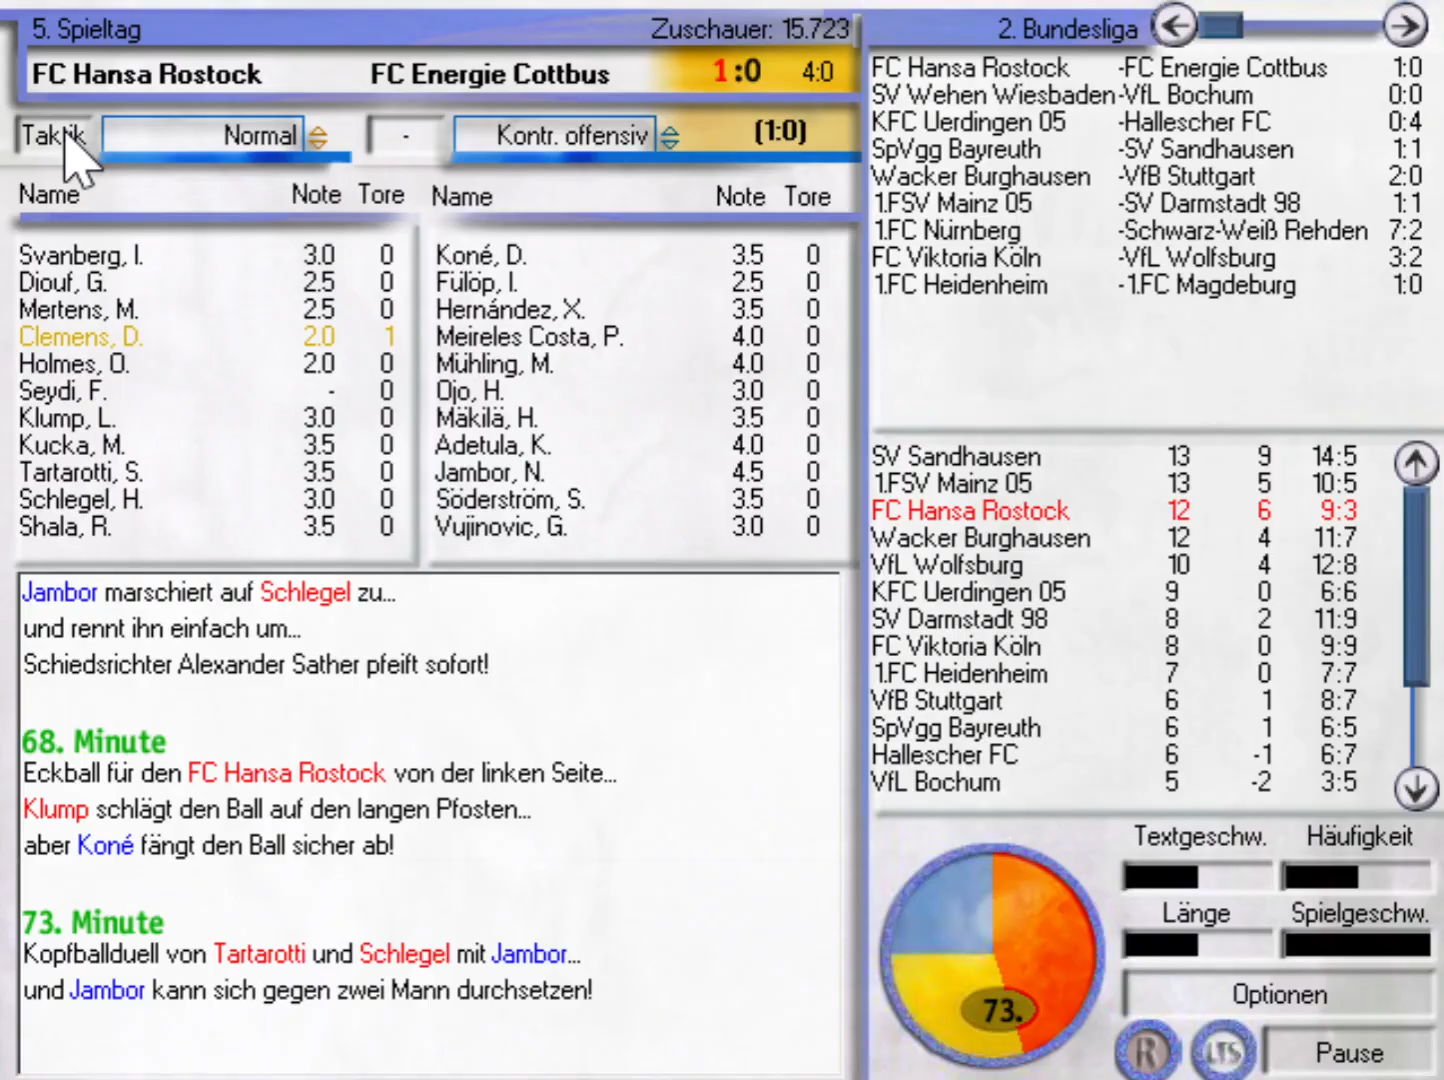 5. Spieltag Zuschauer: 15.723
FC Hansa Rostock FC Energie Cottbus 1:0 4:0
Taktik Normal - Kontr. offensiv (1:0)
Name Note Tore Name Note Tore
Svanberg, I. 3.0 0 Koné, D. 3.5 0
Diouf, G. 2.5 0 Fülöp, I. 2.5 0
Mertens, M. 2.5 0 Hernández, X. 3.5 0
Clemens, D. 2.0 1 Meireles Costa, P. 4.0 0
Holmes, O. 2.0 0 Mühling, M. 4.0 0
Seydi, F. - 0 Ojo, H. 3.0 0
Klump, L. 3.0 0 Mäkilä, H. 3.5 0
Kucka, M. 3.5 0 Adetula, K. 4.0 0
Tartarotti, S. 3.5 0 Jambor, N. 4.5 0
Schlegel, H. 3.0 0 Söderström, S. 3.5 0
Shala, R. 3.5 0 Vujinovic, G. 3.0 0
Jambor marschiert auf Schlegel zu...
und rennt ihn einfach um...
Schiedsrichter Alexander Sather pfeift sofort!
68. Minute
Eckball für den FC Hansa Rostock von der linken Seite...
Klump schlägt den Ball auf den langen Pfosten...
aber Koné fängt den Ball sicher ab!
73. Minute
Kopfballduell von Tartarotti und Schlegel mit Jambor...
und Jambor kann sich gegen zwei Mann durchsetzen!
2. Bundesliga
FC Hansa Rostock -FC Energie Cottbus 1:0
SV Wehen Wiesbaden -VfL Bochum 0:0
KFC Uerdingen 05 -Hallescher FC 0:4
SpVgg Bayreuth -SV Sandhausen 1:1
Wacker Burghausen -VfB Stuttgart 2:0
1.FSV Mainz 05 -SV Darmstadt 98 1:1
1.FC Nürnberg -Schwarz-Weiß Rehden 7:2
FC Viktoria Köln -VfL Wolfsburg 3:2
1.FC Heidenheim -1.FC Magdeburg 1:0
SV Sandhausen 13 9 14:5
1.FSV Mainz 05 13 5 10:5
FC Hansa Rostock 12 6 9:3
Wacker Burghausen 12 4 11:7
VfL Wolfsburg 10 4 12:8
KFC Uerdingen 05 9 0 6:6
SV Darmstadt 98 8 2 11:9
FC Viktoria Köln 8 0 9:9
1.FC Heidenheim 7 0 7:7
VfB Stuttgart 6 1 8:7
SpVgg Bayreuth 6 1 6:5
Hallescher FC 6 -1 6:7
VfL Bochum 5 -2 3:5
Textgeschw. Häufigkeit
Länge Spielgeschw.
73.
Optionen
R LTS Pause